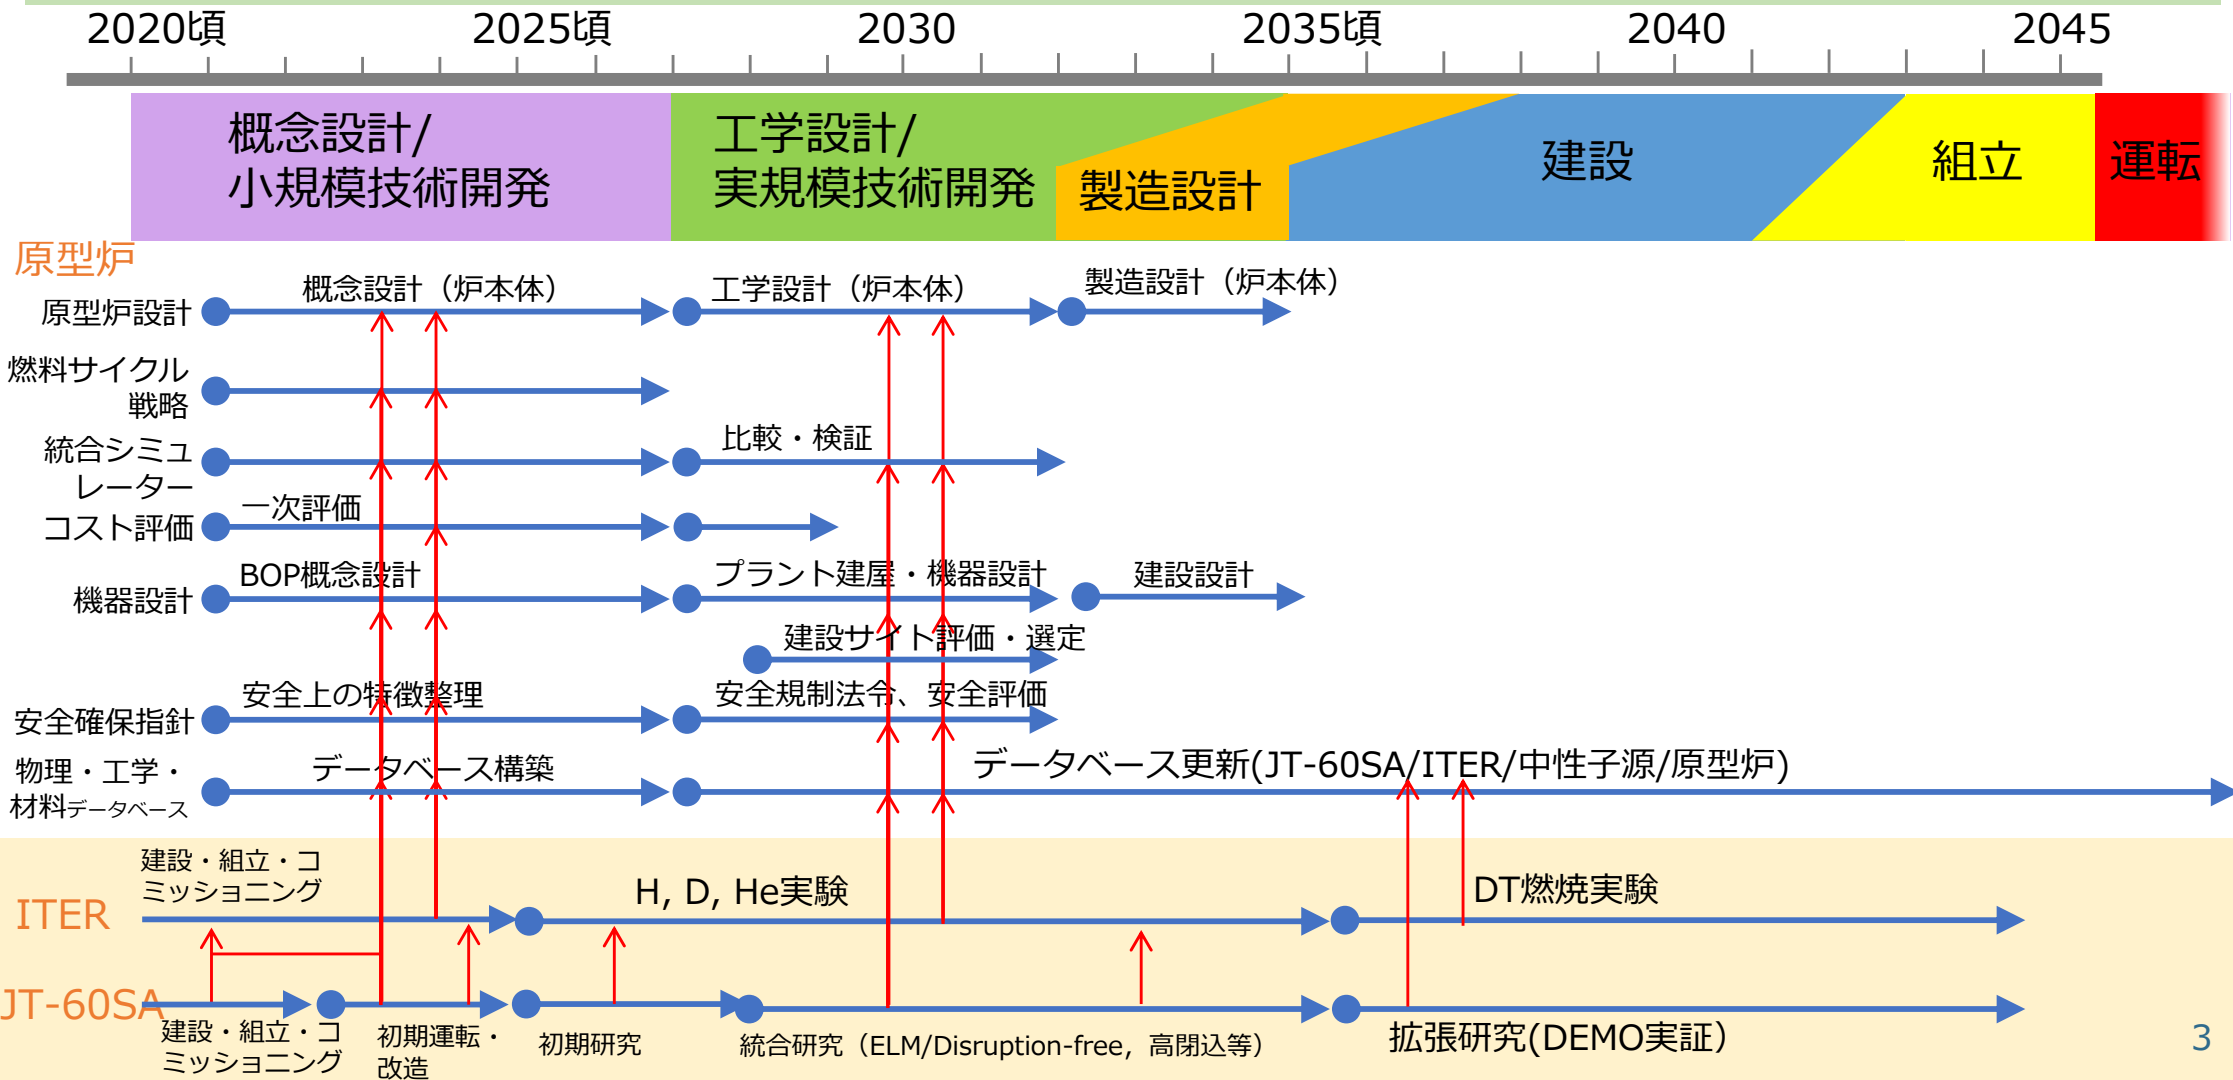 2020頃 2025頃 2030 2035頃 2040 2045
概念設計/
小規模技術開発
工学設計/
実規模技術開発
製造設計
建設
組立
運転
原型炉
原型炉設計
概念設計（炉本体）
工学設計（炉本体）
製造設計（炉本体）
燃料サイクル
戦略
統合シミュ
レーター
比較・検証
コスト評価
一次評価
機器設計
BOP概念設計
プラント建屋・機器設計
建設設計
建設サイト評価・選定
安全確保指針
安全上の特徴整理
安全規制法令、安全評価
物理・工学・
材料データベース
データベース構築
データベース更新(JT-60SA/ITER/中性子源/原型炉)
ITER
建設・組立・コ
ミッショニング
H, D, He実験
DT燃焼実験
JT-60SA
建設・組立・コ
ミッショニング
初期運転・
改造
初期研究
統合研究（ELM/Disruption-free, 高閉込等）
拡張研究(DEMO実証）
3